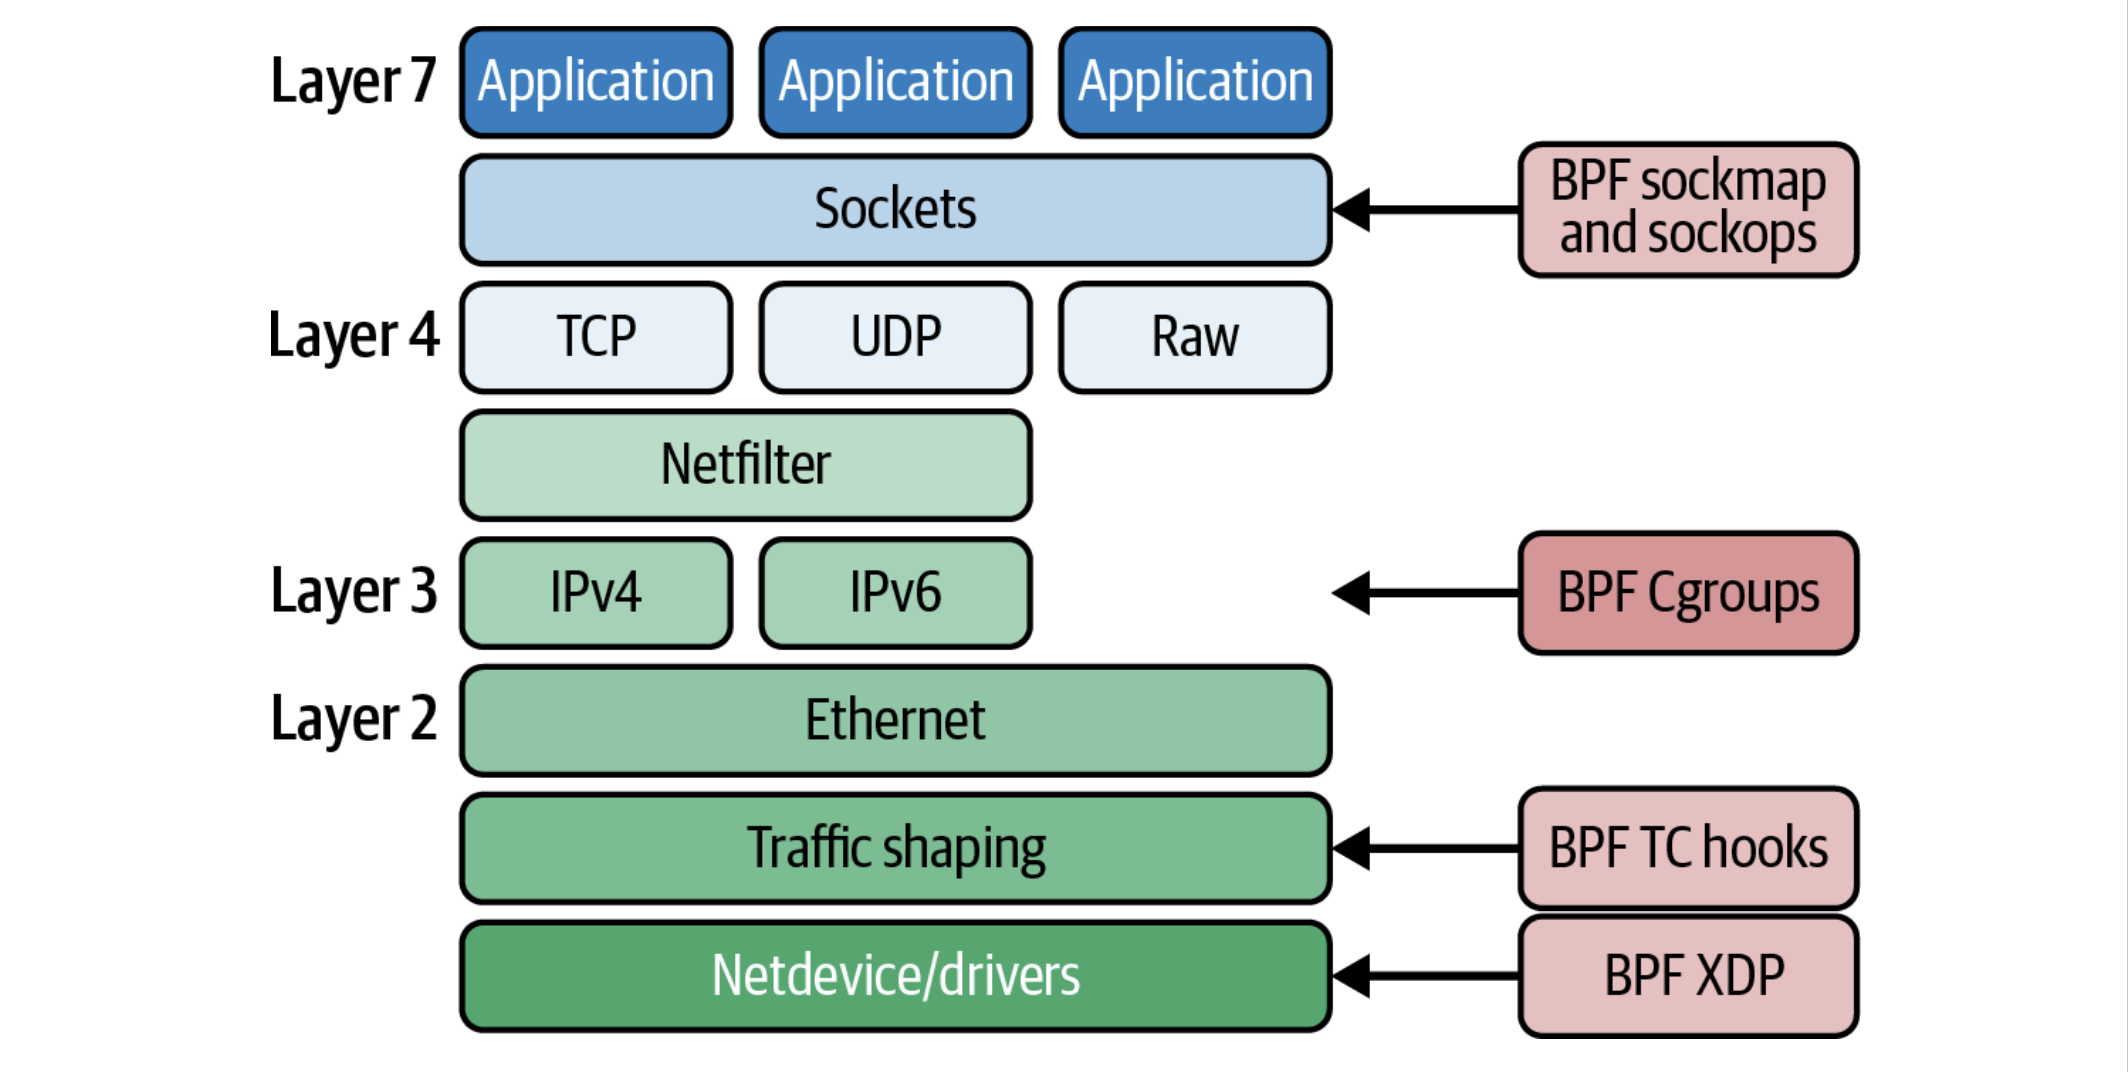 Layer 7
Application
Application
Application
Sockets
BPF sockmap
and sockops
Layer 4
TCP
UDP
Raw
Netfilter
Layer 3
IPv4
IPv6
BPF Cgroups
Layer 2
Ethernet
Traffic shaping
BPF TC hooks
Netdevice/drivers
BPF XDP